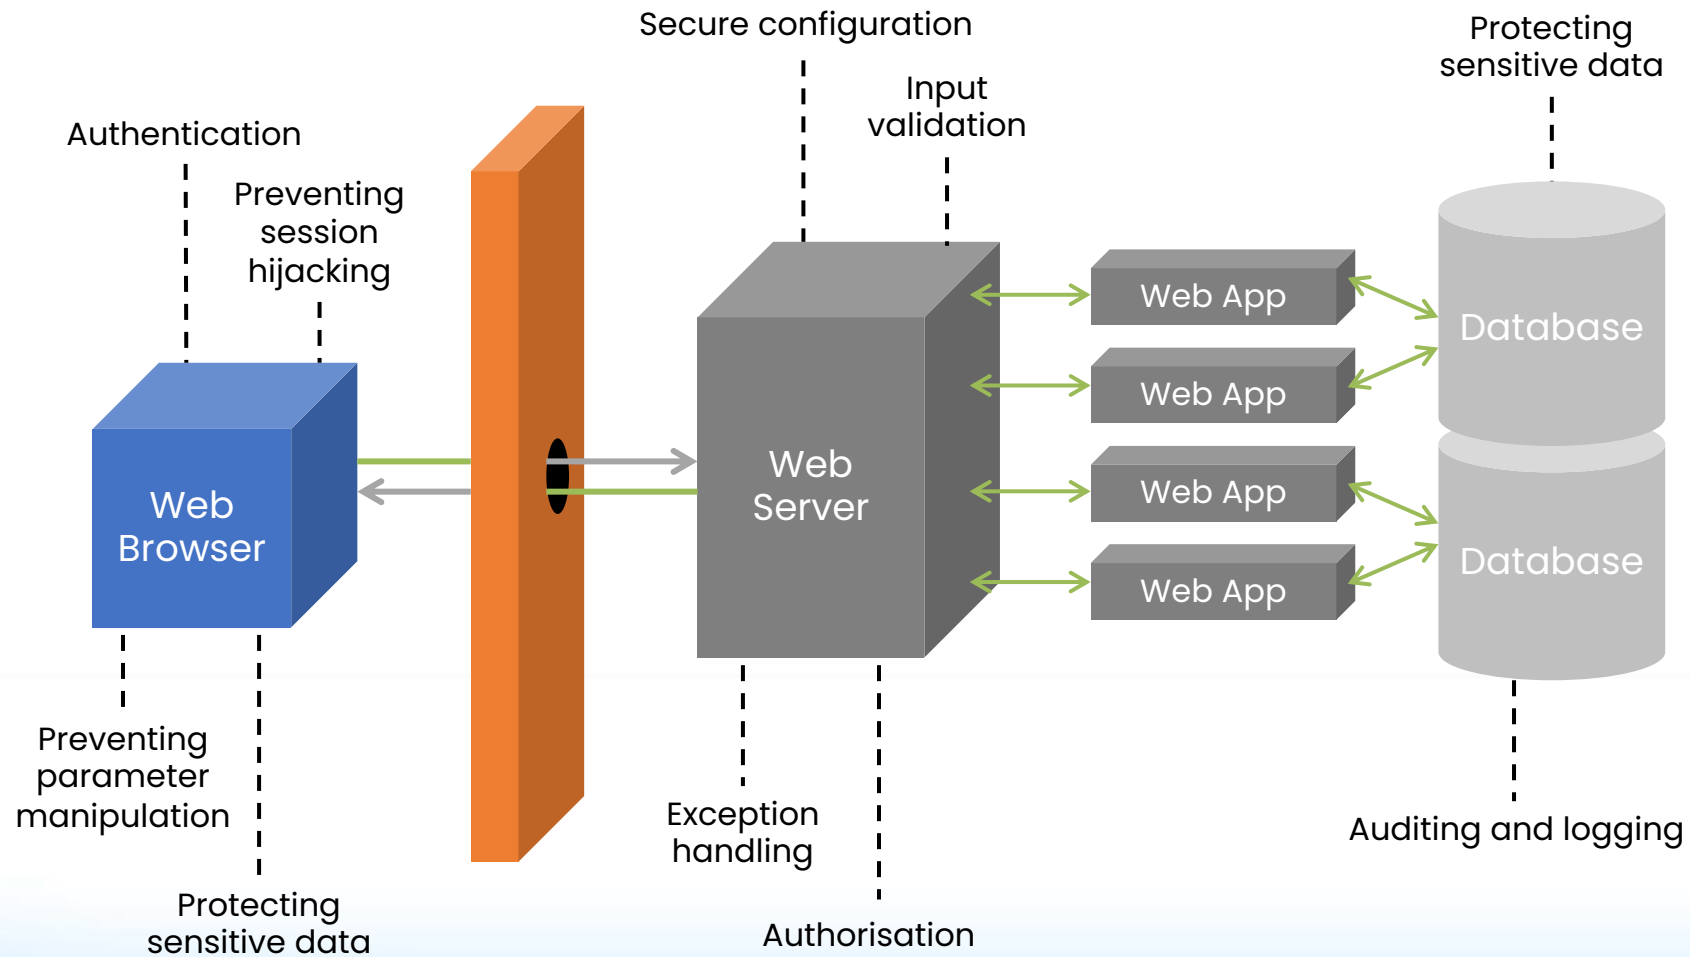 Secure configuration
Protecting
sensitive data
Input
validation
Authentication
Preventing
session
hijacking
Web App
Database
Web App
Web
Browser
Web
Server
Web App
Database
Web App
Preventing
parameter
manipulation
Exception
handling
Auditing and logging
Protecting
sensitive data
Authorisation